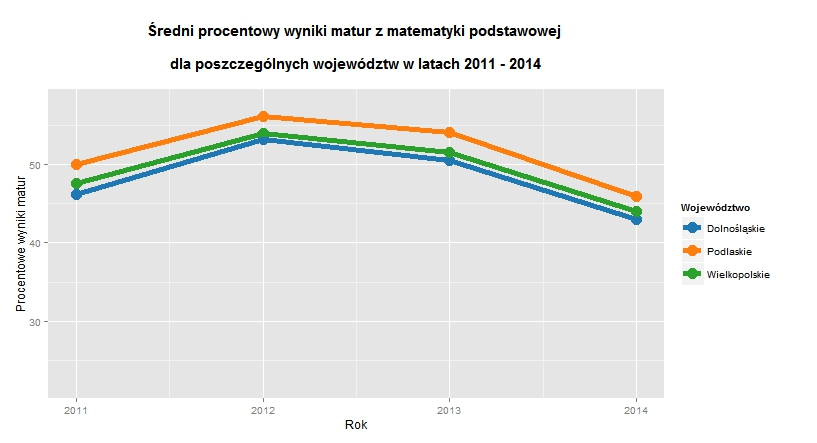 Średni procentowy wyniki matur z matematyki podstawowej
dla poszczególnych województw w latach 2011 - 2014
Procentowe wyniki matur
50
40
30
2011 2012 2013 2014
Rok
Województwo
Dolnośląskie
Podlaskie
Wielkopolskie